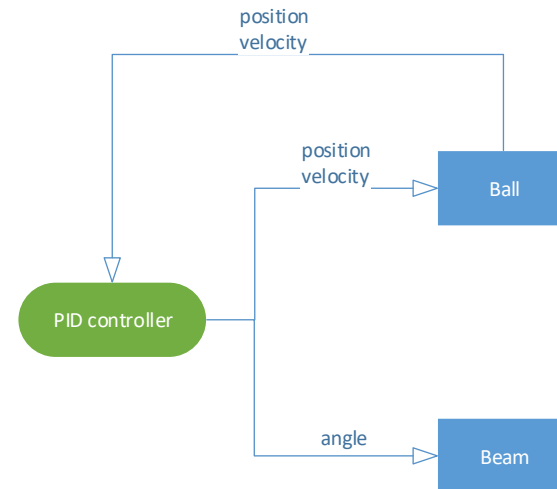 position
velocity
position
velocity
Ball
PID controller
angle
Beam